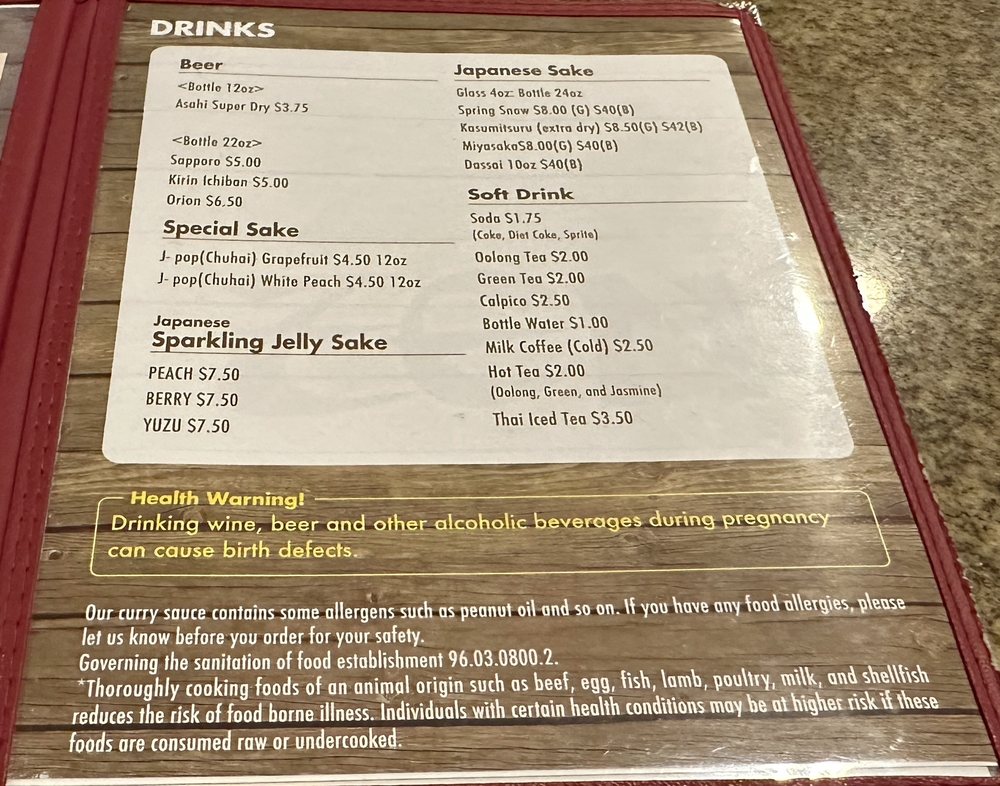 DRINKS
Beer
<Bottle 12oz>
Asahi Super Dry $3.75
<Bottle 22oz>
Sapporo $5.00
Kirin Ichiban $5.00
Orion $6.50
Special Sake
J- pop(Chuhai) Grapefruit $4.50 12oz
J- pop(Chuhai) White Peach $4.50 12oz
Japanese
Sparkling Jelly Sake
PEACH $7.50
BERRY $7.50
YUZU $7.50
Japanese Sake
Glass 4oz: Bottle 24oz
Spring Snow $8.00 (G) $40(B)
Kasumitsuru (extra dry) $8.50(G) $42(B)
Miyasaka$8.00(G) $40(B)
Dassai 10oz $40(B)
Soft Drink
Soda $1.75
(Coke, Diet Coke, Sprite)
Oolong Tea $2.00
Green Tea $2.00
Calpico $2.50
Bottle Water $1.00
Milk Coffee (Cold) $2.50
Hot Tea $2.00
(Oolong, Green, and Jasmine)
Thai Iced Tea $3.50
Health Warning!
Drinking wine, beer and other alcoholic beverages during pregnancy
can cause birth defects.
Our curry sauce contains some allergens such as peanut oil and so on. If you have any food allergies, please
let us know before you order for your safety.
Governing the sanitation of food establishment 96.03.0800.2.
*Thoroughly cooking foods of an animal origin such as beef, egg, fish, lamb, poultry, milk, and shellfish
reduces the risk of food borne illness. Individuals with certain health conditions may be at higher risk if these
foods are consumed raw or undercooked.